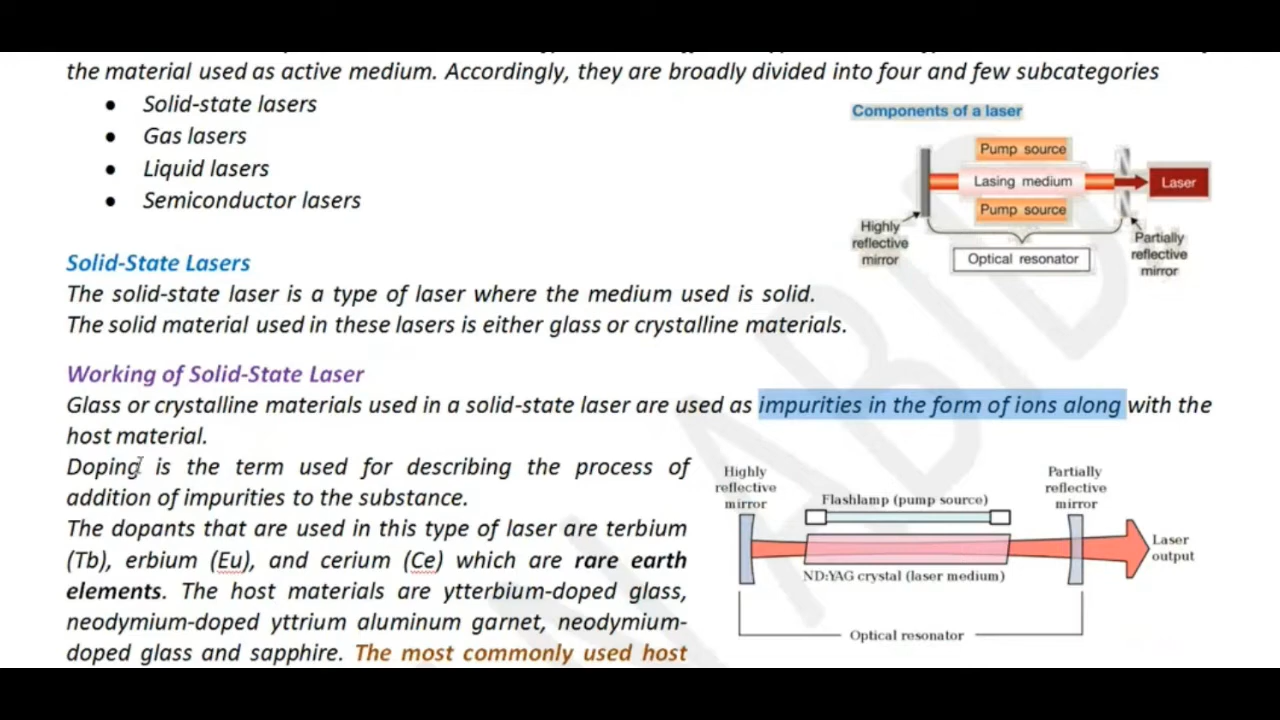 the material used as active medium. Accordingly, they are broadly divided into four and few subcategories
• Solid-state lasers
• Gas lasers
• Liquid lasers
• Semiconductor lasers
Components of a laser
Pump source
Lasing medium
Laser
Pump source
Highly
reflective
mirror
Optical resonator
Partially
reflective
mirror
Solid-State Lasers
The solid-state laser is a type of laser where the medium used is solid.
The solid material used in these lasers is either glass or crystalline materials.
Working of Solid-State Laser
Glass or crystalline materials used in a solid-state laser are used as impurities in the form of ions along with the
host material.
Doping is the term used for describing the process of
addition of impurities to the substance.
The dopants that are used in this type of laser are terbium
(Tb), erbium (Eu), and cerium (Ce) which are rare earth
elements. The host materials are ytterbium-doped glass,
neodymium-doped yttrium aluminum garnet, neodymium-
doped glass and sapphire. The most commonly used host
Highly
reflective
mirror
Flashlamp (pump source)
Partially
reflective
mirror
Laser
output
ND:YAG crystal (laser medium)
Optical resonator